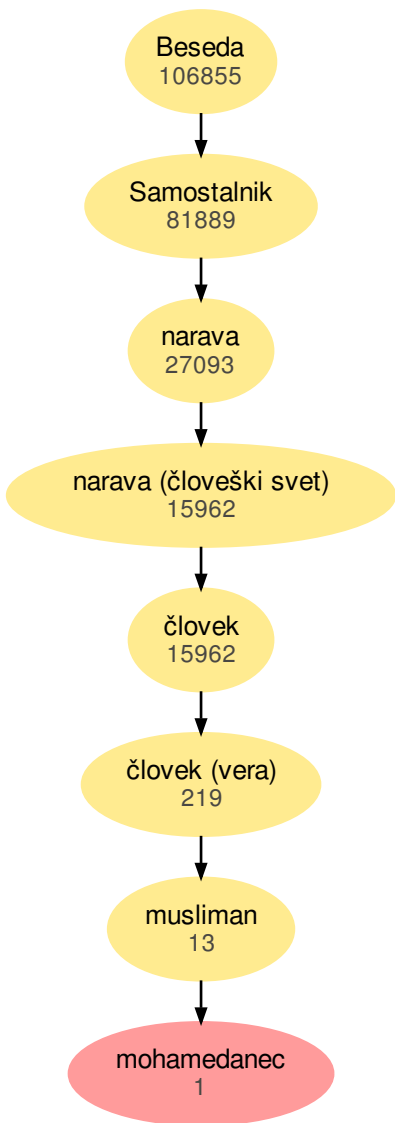 Beseda
106855
Samostalnik
81889
narava
27093
narava (človeški svet)
15962
človek
15962
človek (vera)
219
musliman
13
mohamedanec
1